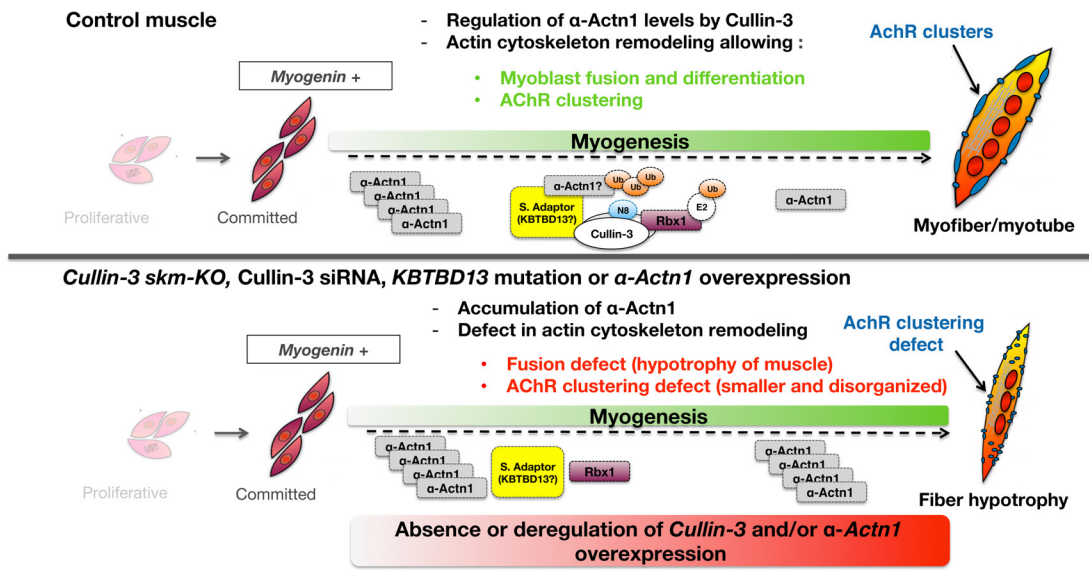 Control muscle
- Regulation of α-Actn1 levels by Cullin-3
- Actin cytoskeleton remodeling allowing :
• Myoblast fusion and differentiation
• AChR clustering
AchR clusters
Myogenin +
Myogenesis
α-Actn1
α-Actn1
α-Actn1
α-Actn1
α-Actn1?
Ub
Ub
Ub
Ub
Ub
S. Adaptor
(KBTBD13?)
N8
Rbx1
E2
Cullin-3
α-Actn1
Proliferative
Committed
Myofiber/myotube
Cullin-3 skm-KO, Cullin-3 siRNA, KBTBD13 mutation or α-Actn1 overexpression
- Accumulation of α-Actn1
- Defect in actin cytoskeleton remodeling
• Fusion defect (hypotrophy of muscle)
• AChR clustering defect (smaller and disorganized)
AchR clustering
defect
Myogenin +
Myogenesis
α-Actn1
α-Actn1
α-Actn1
α-Actn1
S. Adaptor
(KBTBD13?)
Rbx1
α-Actn1
α-Actn1
α-Actn1
α-Actn1
Proliferative
Committed
Fiber hypotrophy
Absence or deregulation of Cullin-3 and/or α-Actn1
overexpression